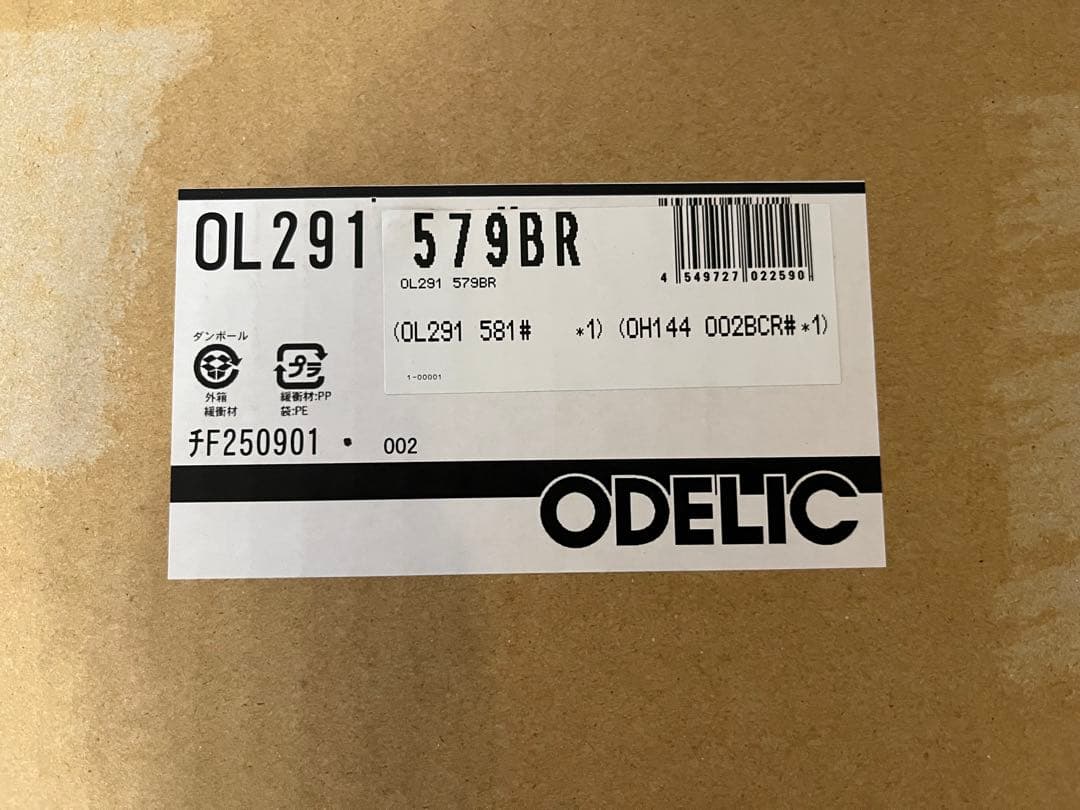 OL291 579BR
OL291 579BR
4 549727 022590
(OL291 581# *1) (OH144 002BCR#*1)
1-00001
ダンボール
外箱
緩衝材
プラ
緩衝材:PP
袋:PE
チF250901 • 002
ODELIC